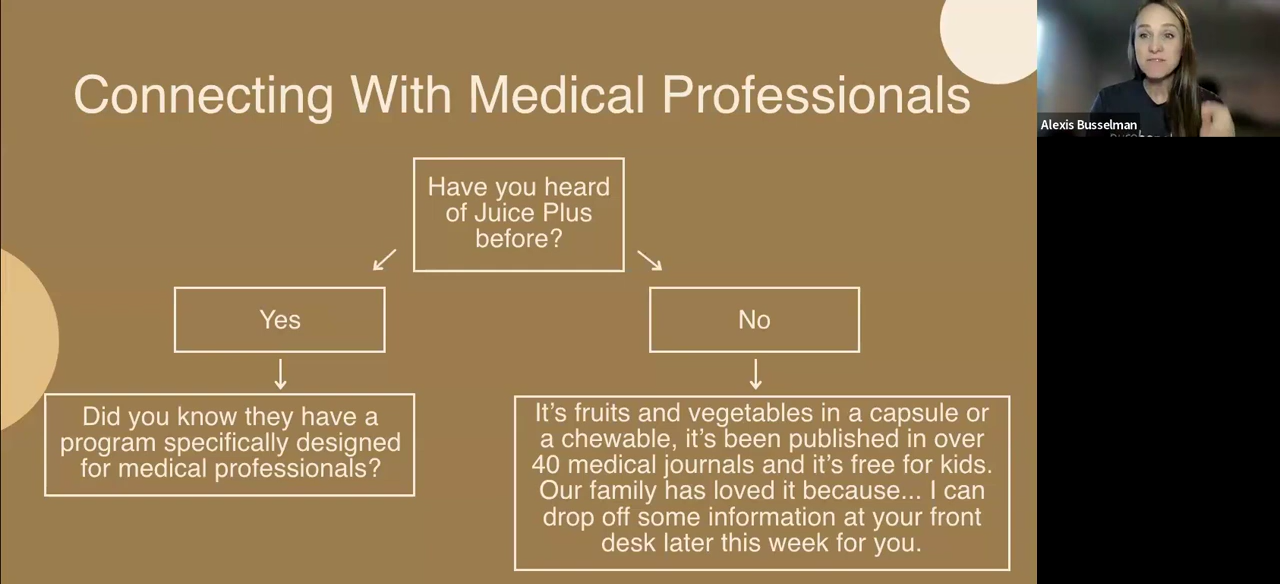 Connecting With Medical Professionals
Alexis Busselman
Have you heard
of Juice Plus
before?
Yes
No
Did you know they have a
program specifically designed
for medical professionals?
It’s fruits and vegetables in a capsule or
a chewable, it’s been published in over
40 medical journals and it’s free for kids.
Our family has loved it because... I can
drop off some information at your front
desk later this week for you.